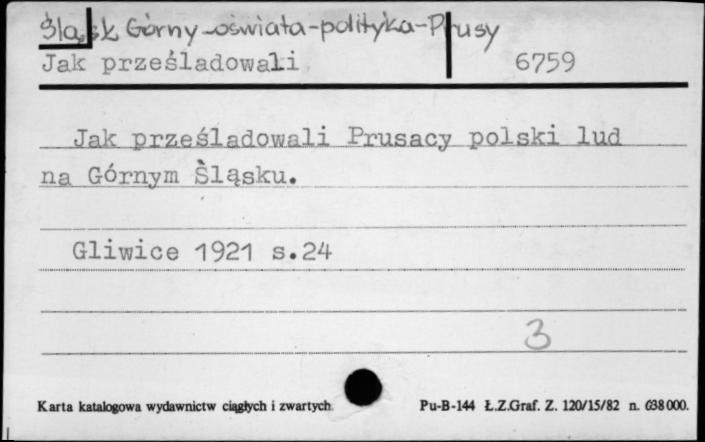 Śląsk Górny-oświata-polityka-Prusy
Jak prześladowali 6759
Jak prześladowali Prusacy polski lud
na Górnym Śląsku.
Gliwice 1921 s.24
3
Karta katalogowa wydawnictw ciągłych i zwartych. Pu-B-144 Ł.Z.Graf. Z. 120/15/82 n. 638000.